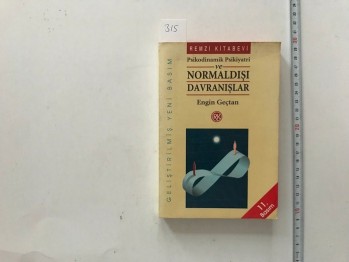 315
REMZİ KİTABEVİ
Psikodinamik Psikiyatri
ve
NORMALDIŞI
DAVRANIŞLAR
Engin Geçtan
GELİŞTİRİLMİŞ YENİ BASIM
11.
Basım